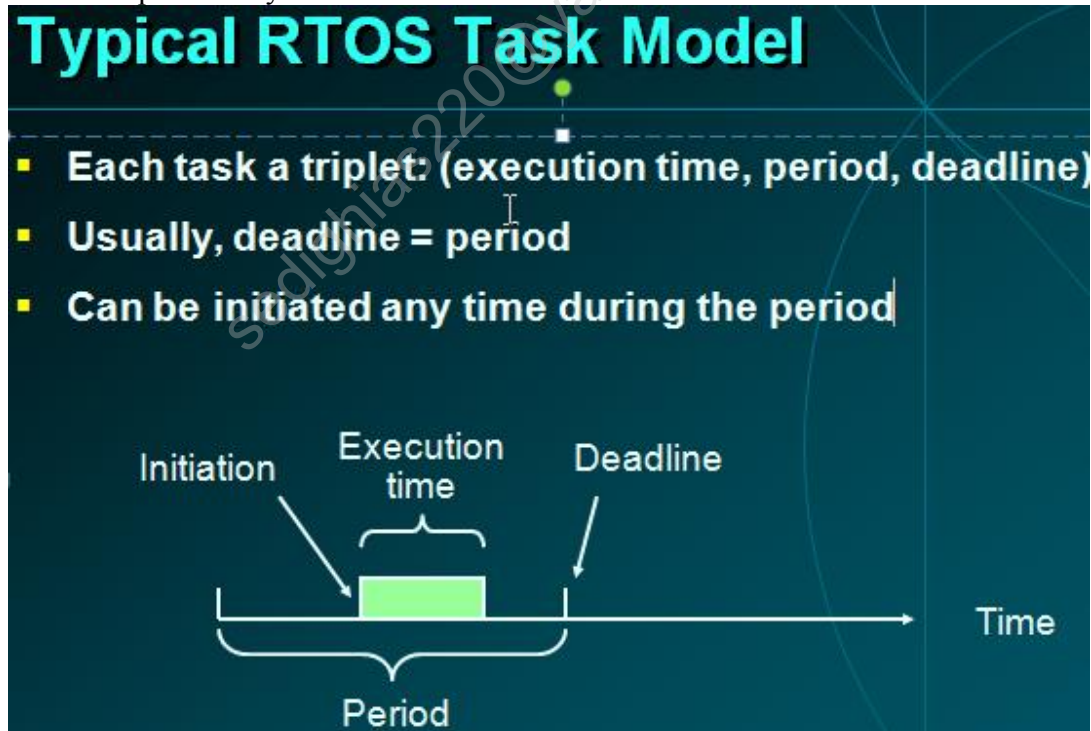 Typical RTOS Task Model
Each task a triplet: (execution time, period, deadline)
Usually, deadline = period
Can be initiated any time during the period
Initiation
Execution
time
Deadline
Time
Period